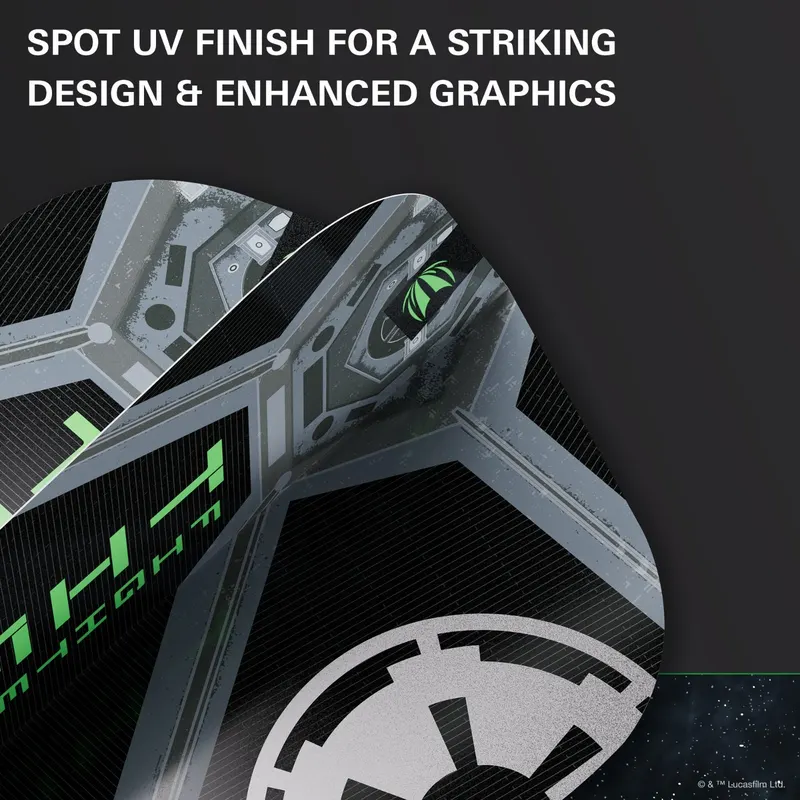 SPOT UV FINISH FOR A STRIKING
DESIGN & ENHANCED GRAPHICS
© & ™ Lucasfilm Ltd.